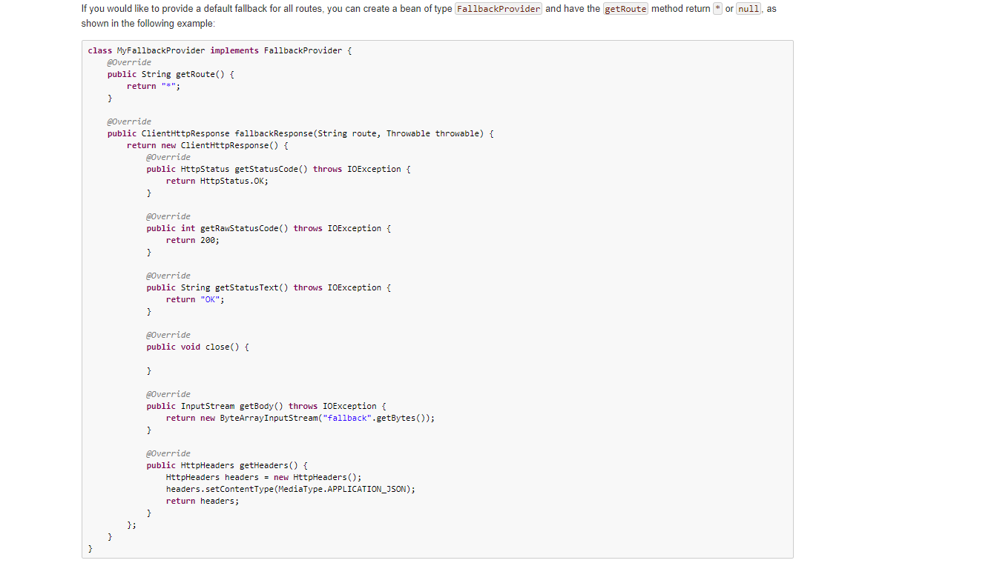 If you would like to provide a default fallback for all routes, you can create a bean of type FallbackProvider and have the getRoute method return * or null, as
shown in the following example:
class MyFallbackProvider implements FallbackProvider {
    @Override
    public String getRoute() {
        return "*";
    }

    @Override
    public ClientHttpResponse fallbackResponse(String route, Throwable throwable) {
        return new ClientHttpResponse() {
            @Override
            public HttpStatus getStatusCode() throws IOException {
                return HttpStatus.OK;
            }

            @Override
            public int getRawStatusCode() throws IOException {
                return 200;
            }

            @Override
            public String getStatusText() throws IOException {
                return "OK";
            }

            @Override
            public void close() {

            }

            @Override
            public InputStream getBody() throws IOException {
                return new ByteArrayInputStream("fallback".getBytes());
            }

            @Override
            public HttpHeaders getHeaders() {
                HttpHeaders headers = new HttpHeaders();
                headers.setContentType(MediaType.APPLICATION_JSON);
                return headers;
            }
        };
    }
}